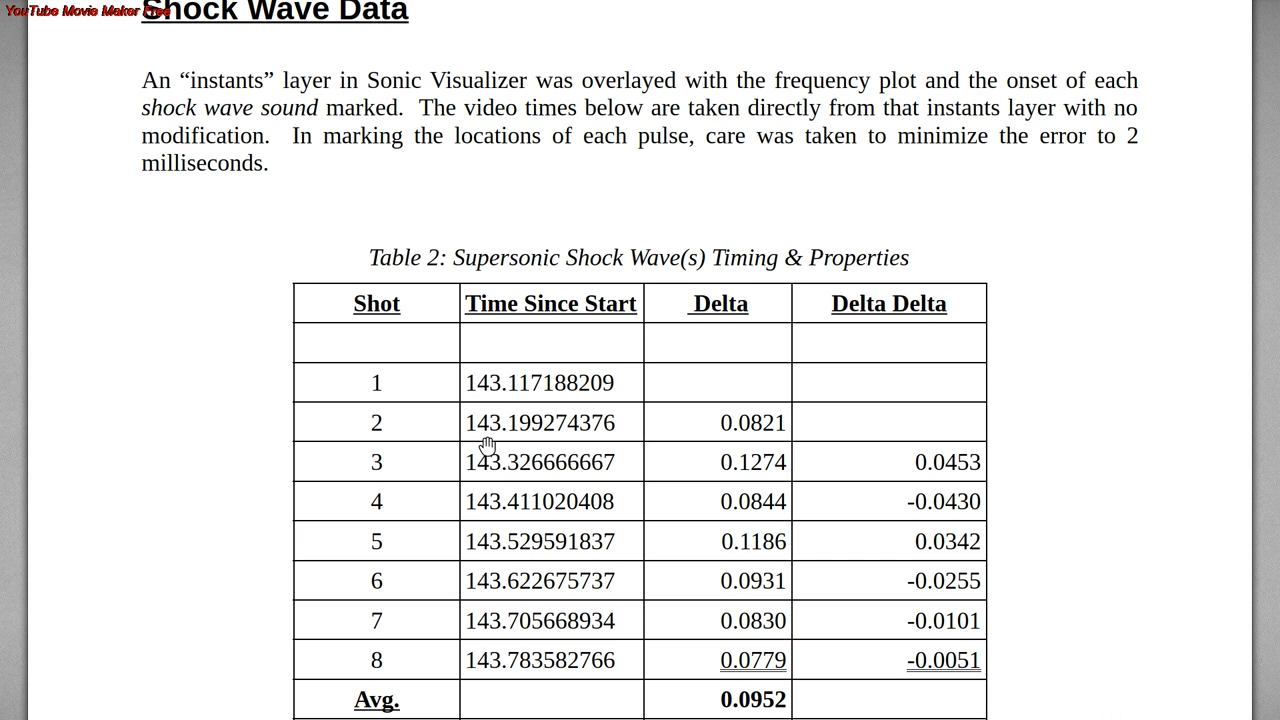 YouTube Movie Maker Free
Shock Wave Data
An “instants” layer in Sonic Visualizer was overlayed with the frequency plot and the onset of each
shock wave sound marked. The video times below are taken directly from that instants layer with no
modification. In marking the locations of each pulse, care was taken to minimize the error to 2
milliseconds.
Table 2: Supersonic Shock Wave(s) Timing & Properties
Shot Time Since Start Delta Delta Delta
1 143.117188209
2 143.199274376 0.0821
3 143.326666667 0.1274 0.0453
4 143.411020408 0.0844 -0.0430
5 143.529591837 0.1186 0.0342
6 143.622675737 0.0931 -0.0255
7 143.705668934 0.0830 -0.0101
8 143.783582766 0.0779 -0.0051
Avg. 0.0952